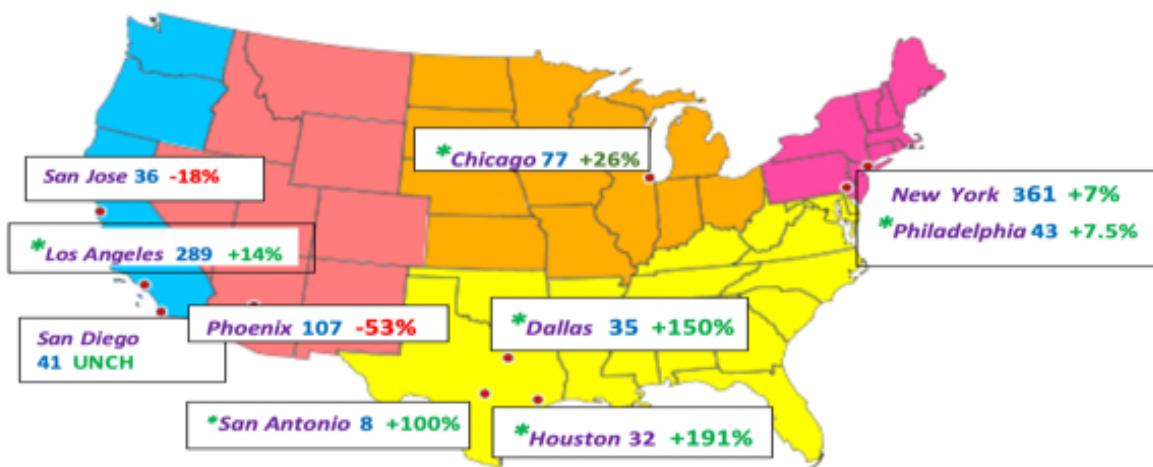 *Chicago 77 +26%
San Jose 36 -18%
New York 361 +7%
*Philadelphia 43 +7.5%
*Los Angeles 289 +14%
Phoenix 107 -53%
*Dallas 35 +150%
San Diego
41 UNCH
*San Antonio 8 +100%
*Houston 32 +191%